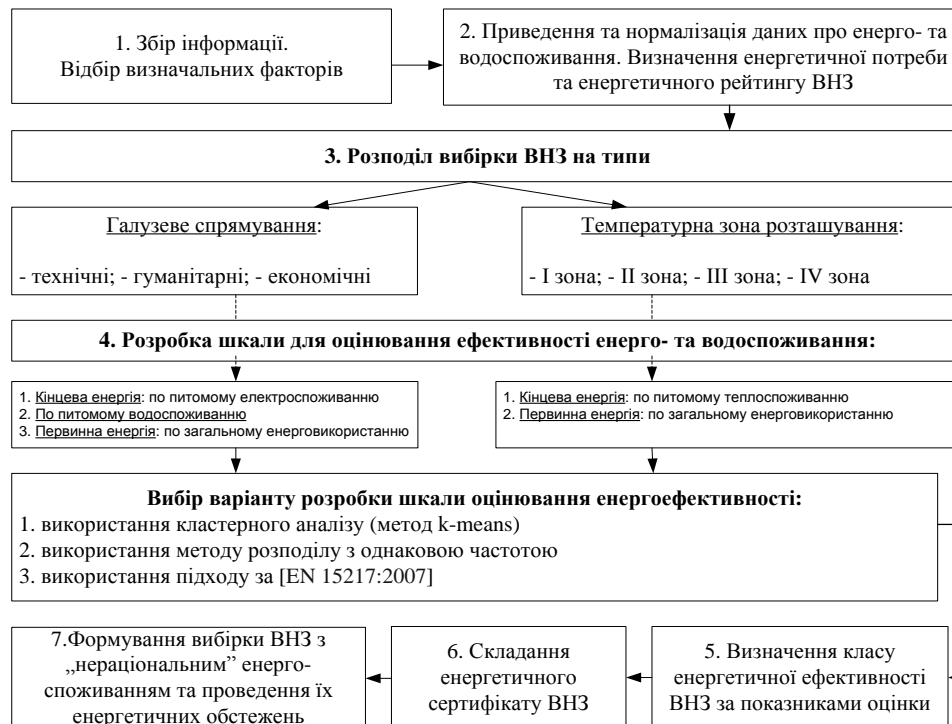 1. Збір інформації.
Відбір визначальних факторів
2. Приведення та нормалізація даних про енерго- та
водоспоживання. Визначення енергетичної потреби
та енергетичного рейтингу ВНЗ
3. Розподіл вибірки ВНЗ на типи
Галузеве спрямування:
- технічні; - гуманітарні; - економічні
Температурна зона розташування:
- I зона; - II зона; - III зона; - IV зона
4. Розробка шкали для оцінювання ефективності енерго- та водоспоживання:
1. Кінцева енергія: по питомому електроспоживанню
2. По питомому водоспоживанню
3. Первинна енергія: по загальному енерговикористанню
1. Кінцева енергія: по питомому теплоспоживанню
2. Первинна енергія: по загальному енерговикористанню
Вибір варіанту розробки шкали оцінювання енергоефективності:
1. використання кластерного аналізу (метод k-means)
2. використання методу розподілу з однаковою частотою
3. використання підходу за [EN 15217:2007]
5. Визначення класу
енергетичної ефективності
ВНЗ за показниками оцінки
6. Складання
енергетичного
сертифікату ВНЗ
7.Формування вибірки ВНЗ з
„нераціональним” енерго-
споживанням та проведення їх
енергетичних обстежень